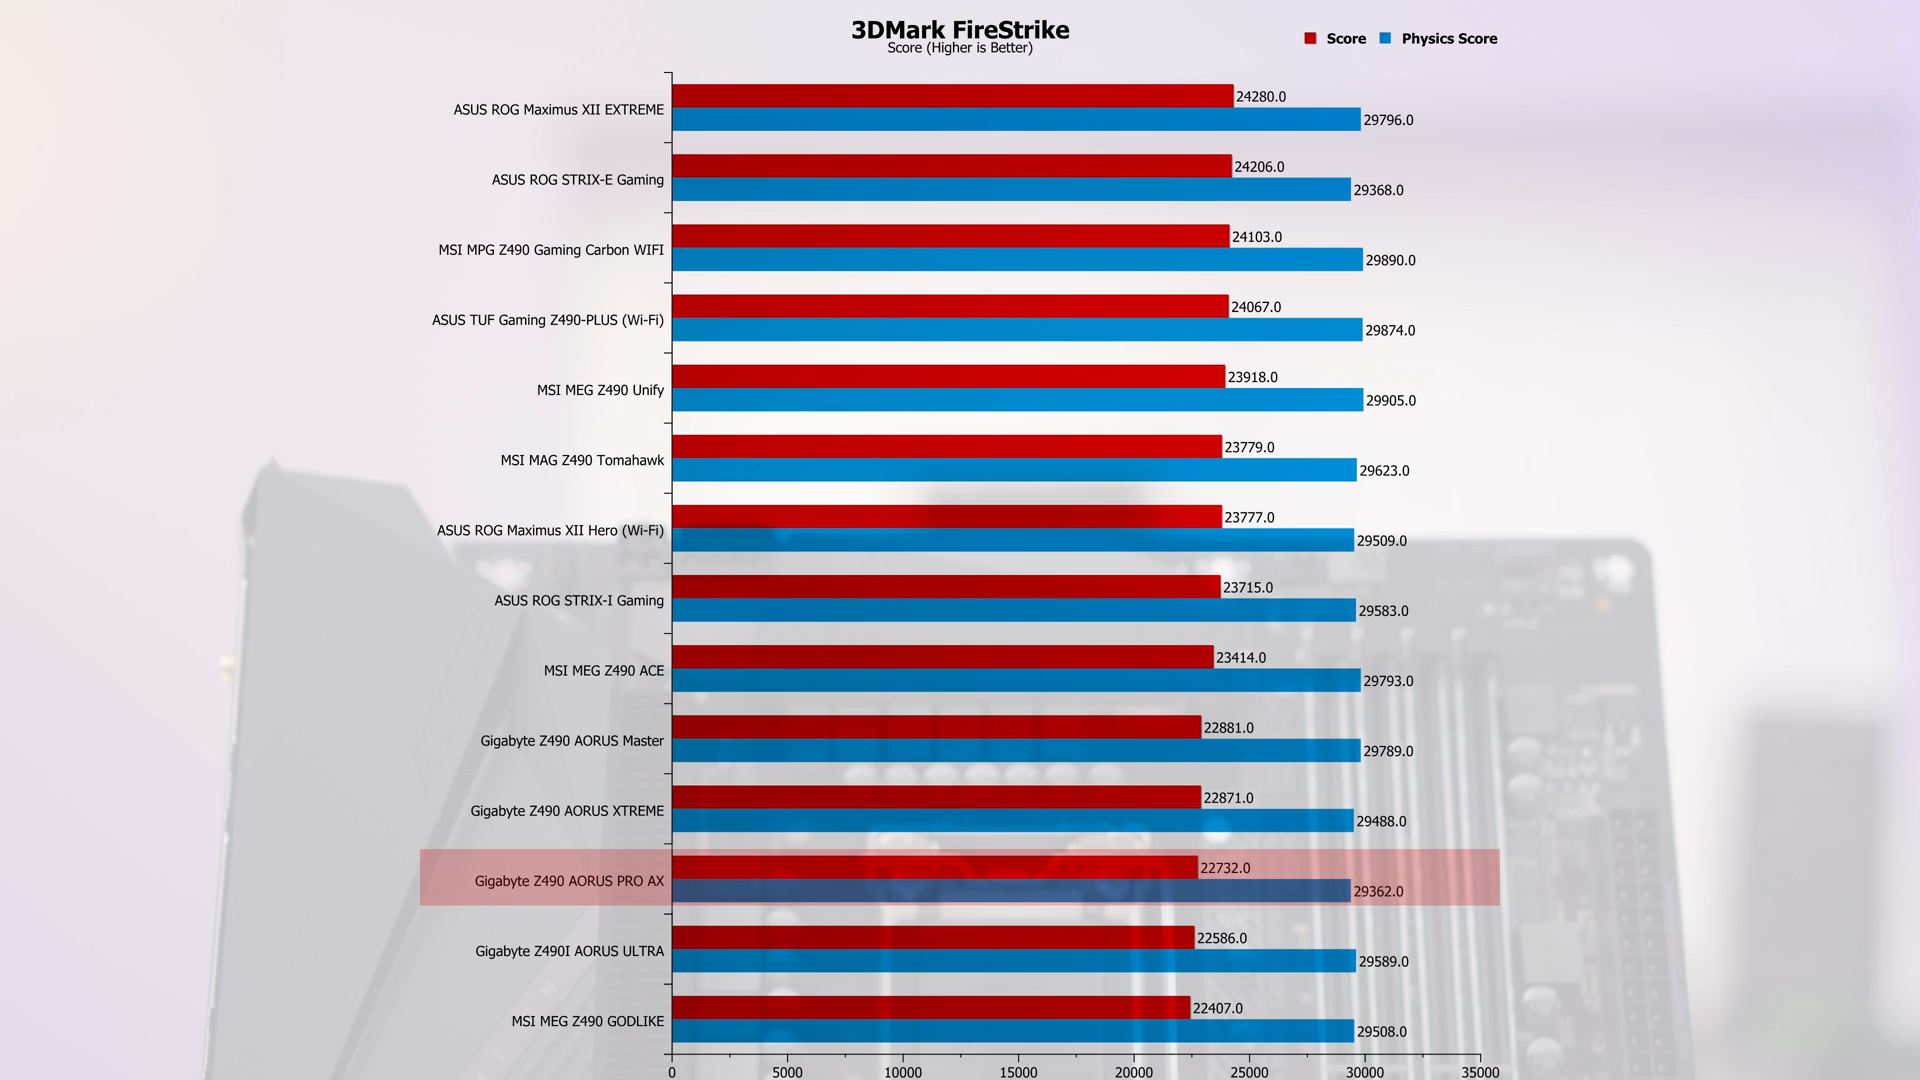 3DMark FireStrike
Score (Higher is Better)
Score
Physics Score
ASUS ROG Maximus XII EXTREME
24280.0
29796.0
ASUS ROG STRIX-E Gaming
24206.0
29368.0
MSI MPG Z490 Gaming Carbon WIFI
24103.0
29890.0
ASUS TUF Gaming Z490-PLUS (Wi-Fi)
24067.0
29874.0
MSI MEG Z490 Unify
23918.0
29905.0
MSI MAG Z490 Tomahawk
23779.0
29623.0
ASUS ROG Maximus XII Hero (Wi-Fi)
23777.0
29509.0
ASUS ROG STRIX-I Gaming
23715.0
29583.0
MSI MEG Z490 ACE
23414.0
29793.0
Gigabyte Z490 AORUS Master
22881.0
29789.0
Gigabyte Z490 AORUS XTREME
22871.0
29488.0
Gigabyte Z490 AORUS PRO AX
22732.0
29362.0
Gigabyte Z490I AORUS ULTRA
22586.0
29589.0
MSI MEG Z490 GODLIKE
22407.0
29508.0
0 5000 10000 15000 20000 25000 30000 35000